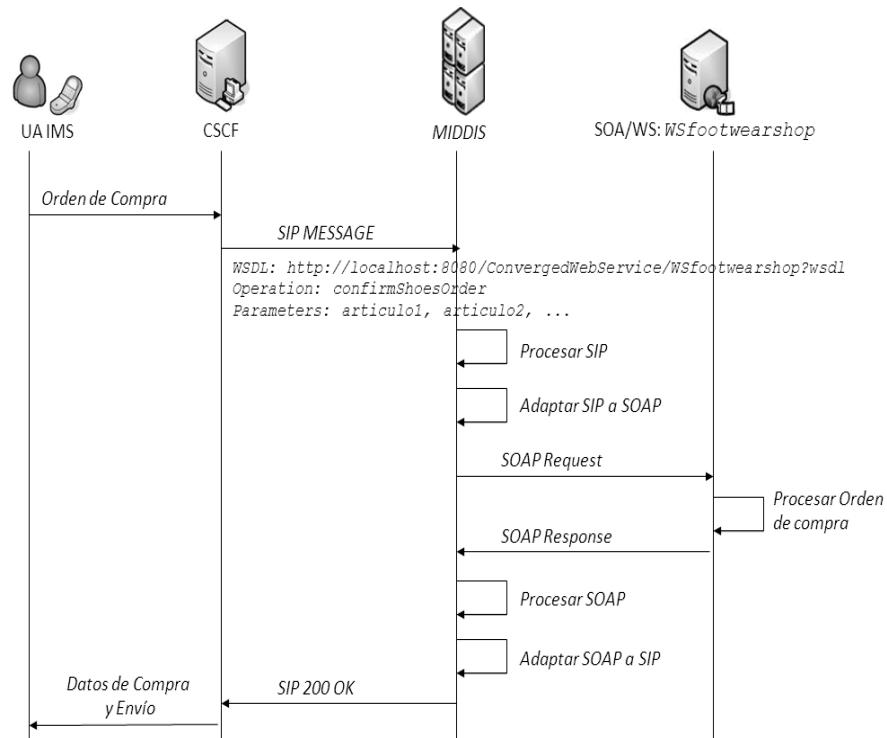 UA IMS
CSCF
MIDDIS
SOA/WS: WSfootwearshop
Orden de Compra
SIP MESSAGE
WSDL: http://localhost:8080/ConvergedWebService/WSfootwearshop?wsdl
Operation: confirmShoesOrder
Parameters: articulo1, articulo2, ...
Procesar SIP
Adaptar SIP a SOAP
SOAP Request
Procesar Orden
de compra
SOAP Response
Procesar SOAP
Adaptar SOAP a SIP
SIP 200 OK
Datos de Compra
y Envío